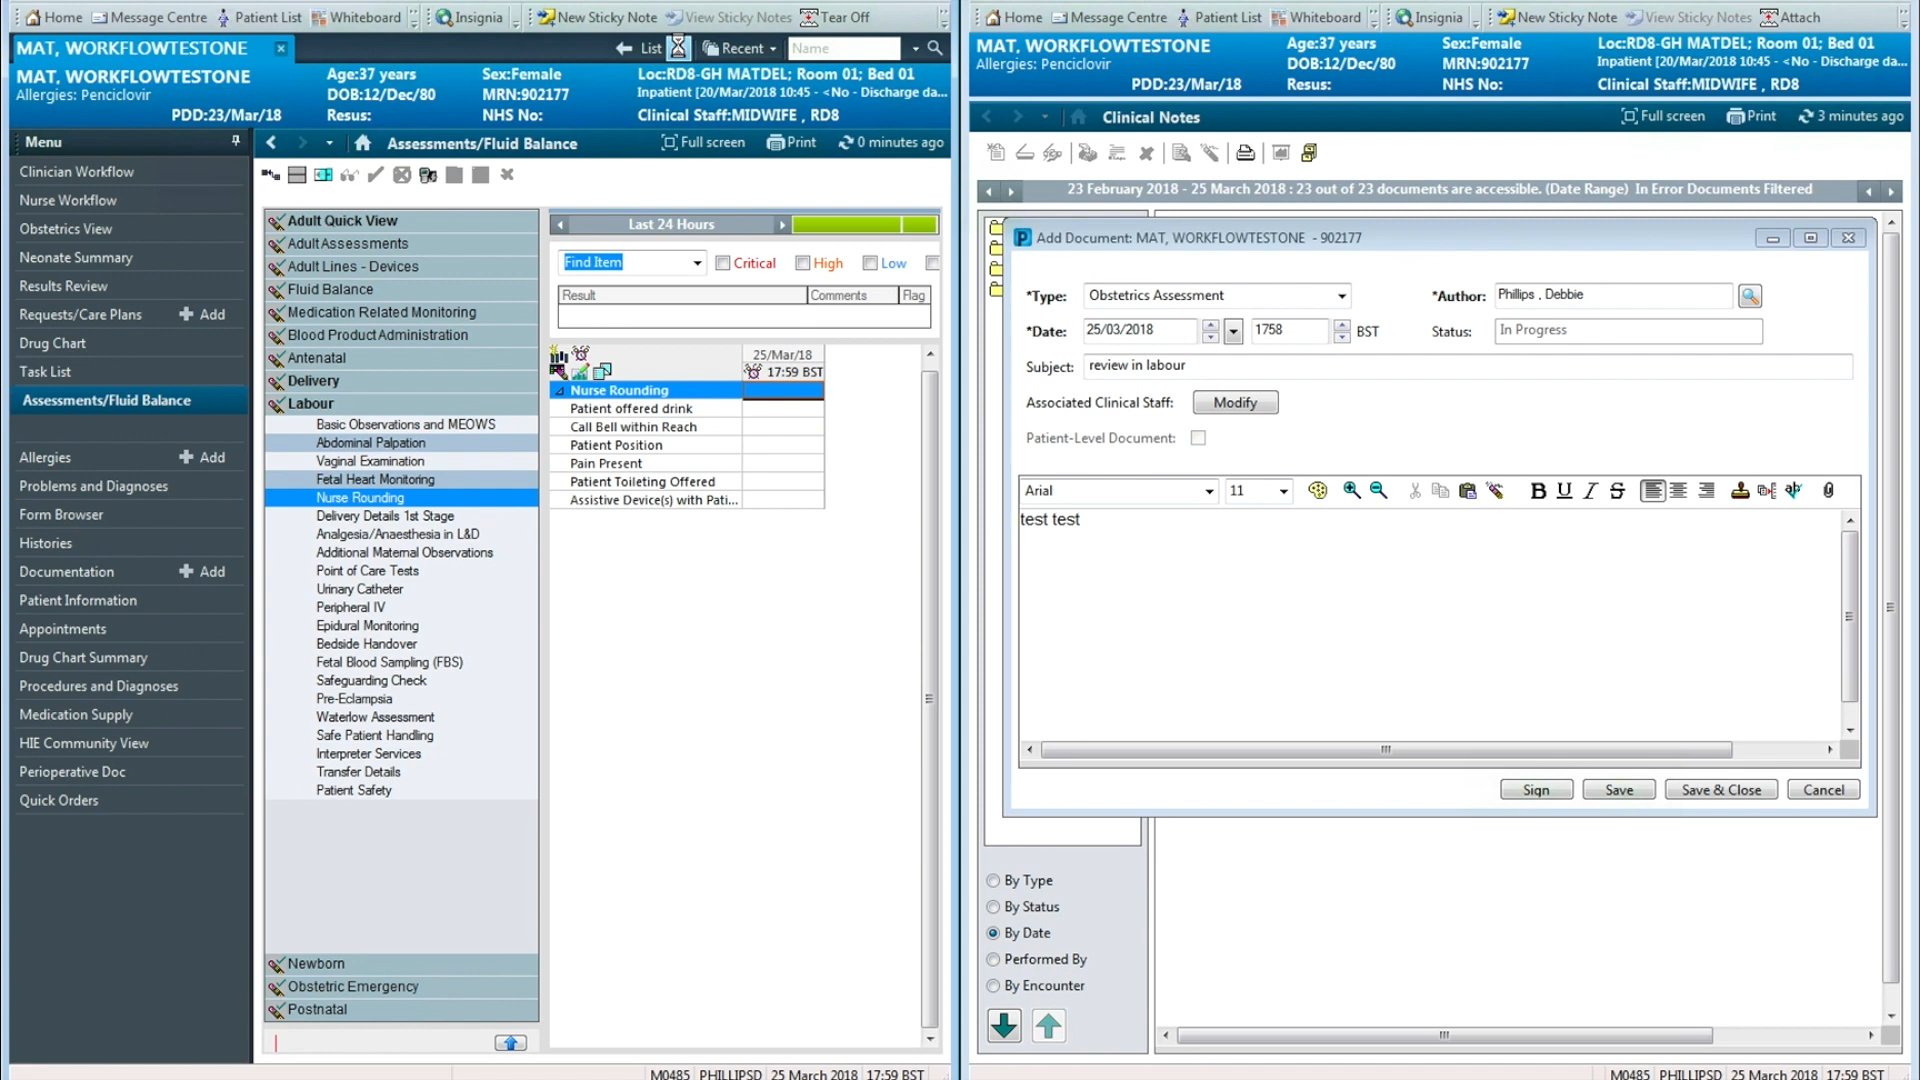 Home Message Centre Patient List Whiteboard Insignia New Sticky Note View Sticky Notes Tear Off
MAT, WORKFLOWTESTONE
List Recent Name
MAT, WORKFLOWTESTONE
Age:37 years
Sex:Female
Loc:RD8-GH MATDEL; Room 01; Bed 01
Allergies: Penciclovir
DOB:12/Dec/80
MRN:902177
Inpatient [20/Mar/2018 10:45 - <No - Discharge da...
PDD:23/Mar/18
Resus:
NHS No:
Clinical Staff:MIDWIFE , RD8
Menu
Clinician Workflow
Nurse Workflow
Obstetrics View
Neonate Summary
Results Review
Requests/Care Plans Add
Drug Chart
Task List
Assessments/Fluid Balance
Allergies Add
Problems and Diagnoses
Form Browser
Histories
Documentation Add
Patient Information
Appointments
Drug Chart Summary
Procedures and Diagnoses
Medication Supply
HIE Community View
Perioperative Doc
Quick Orders
Assessments/Fluid Balance
Full screen Print 0 minutes ago
Adult Quick View
Adult Assessments
Adult Lines - Devices
Fluid Balance
Medication Related Monitoring
Blood Product Administration
Antenatal
Delivery
Labour
Basic Observations and MEOWS
Abdominal Palpation
Vaginal Examination
Fetal Heart Monitoring
Nurse Rounding
Delivery Details 1st Stage
Analgesia/Anaesthesia in L&D
Additional Maternal Observations
Point of Care Tests
Urinary Catheter
Peripheral IV
Epidural Monitoring
Bedside Handover
Fetal Blood Sampling (FBS)
Safeguarding Check
Pre-Eclampsia
Waterlow Assessment
Safe Patient Handling
Interpreter Services
Transfer Details
Patient Safety
Newborn
Obstetric Emergency
Postnatal
Last 24 Hours
Find Item Critical High Low
Result Comments Flag
25/Mar/18
17:59 BST
Nurse Rounding
Patient offered drink
Call Bell within Reach
Patient Position
Pain Present
Patient Toileting Offered
Assistive Device(s) with Pati...
M0485 PHILLIPSD 25 March 2018 17:59 BST
Home Message Centre Patient List Whiteboard Insignia New Sticky Note View Sticky Notes Attach
MAT, WORKFLOWTESTONE
Age:37 years
Sex:Female
Loc:RD8-GH MATDEL; Room 01; Bed 01
Allergies: Penciclovir
DOB:12/Dec/80
MRN:902177
Inpatient [20/Mar/2018 10:45 - <No - Discharge da...
PDD:23/Mar/18
Resus:
NHS No:
Clinical Staff:MIDWIFE , RD8
Clinical Notes
Full screen Print 3 minutes ago
23 February 2018 - 25 March 2018 : 23 out of 23 documents are accessible. (Date Range) In Error Documents Filtered
Add Document: MAT, WORKFLOWTESTONE - 902177
*Type: Obstetrics Assessment
*Author: Phillips , Debbie
*Date: 25/03/2018 1758 BST
Status: In Progress
Subject: review in labour
Associated Clinical Staff: Modify
Patient-Level Document:
Arial 11 B U I S
test test
Sign Save Save & Close Cancel
By Type
By Status
By Date
Performed By
By Encounter
M0485 PHILLIPSD 25 March 2018 17:59 BST